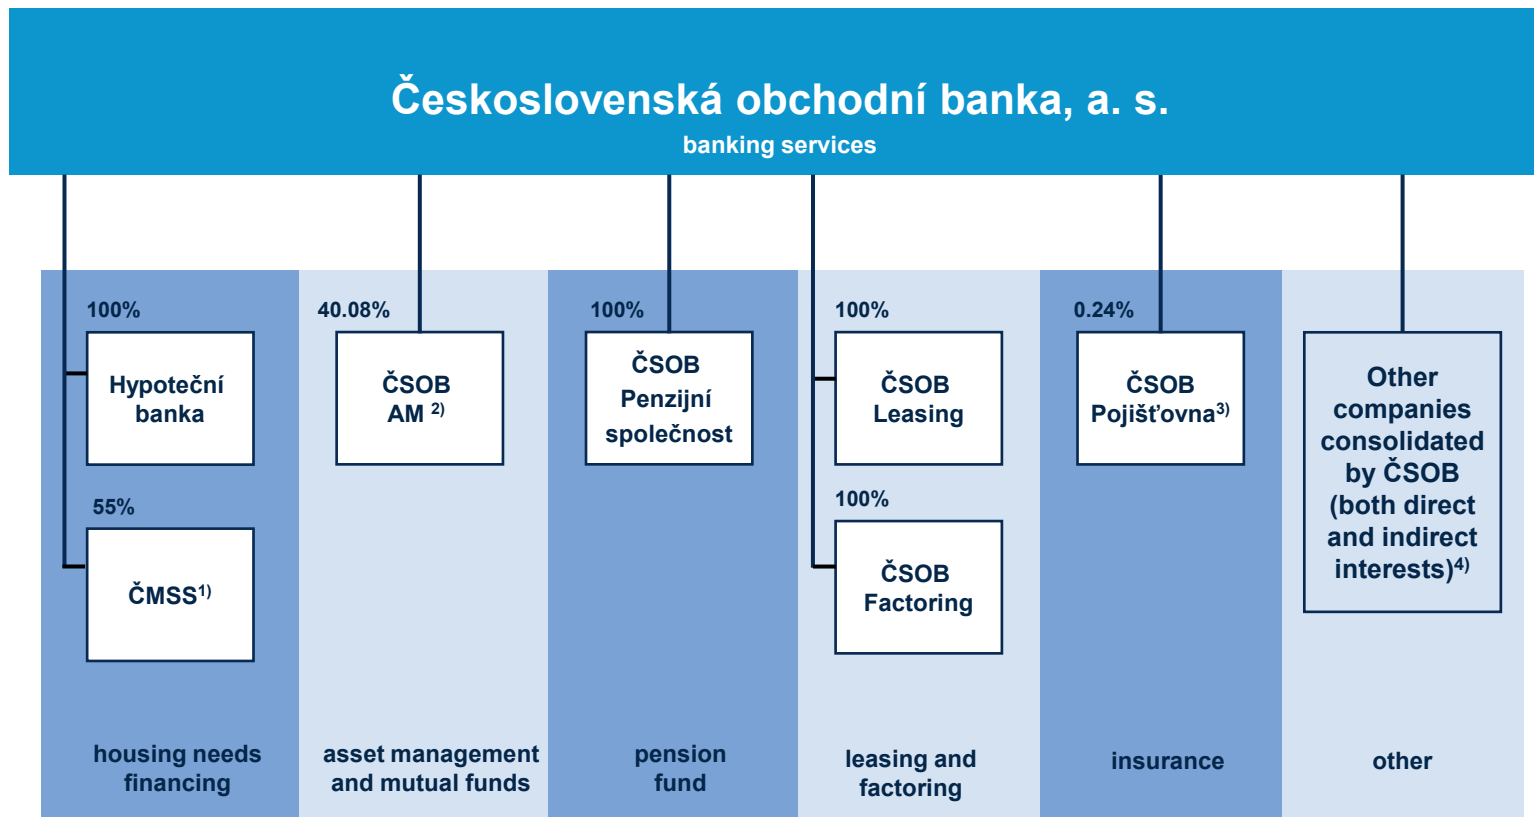 Československá obchodní banka, a. s.
banking services
100%
Hypoteční
banka
55%
ČMSS¹⁾
housing needs
financing
40.08%
ČSOB
AM ²⁾
asset management
and mutual funds
100%
ČSOB
Penzijní
společnost
pension
fund
100%
ČSOB
Leasing
100%
ČSOB
Factoring
leasing and
factoring
0.24%
ČSOB
Pojišťovna³⁾
insurance
Other
companies
consolidated
by ČSOB
(both direct
and indirect
interests)⁴⁾
other